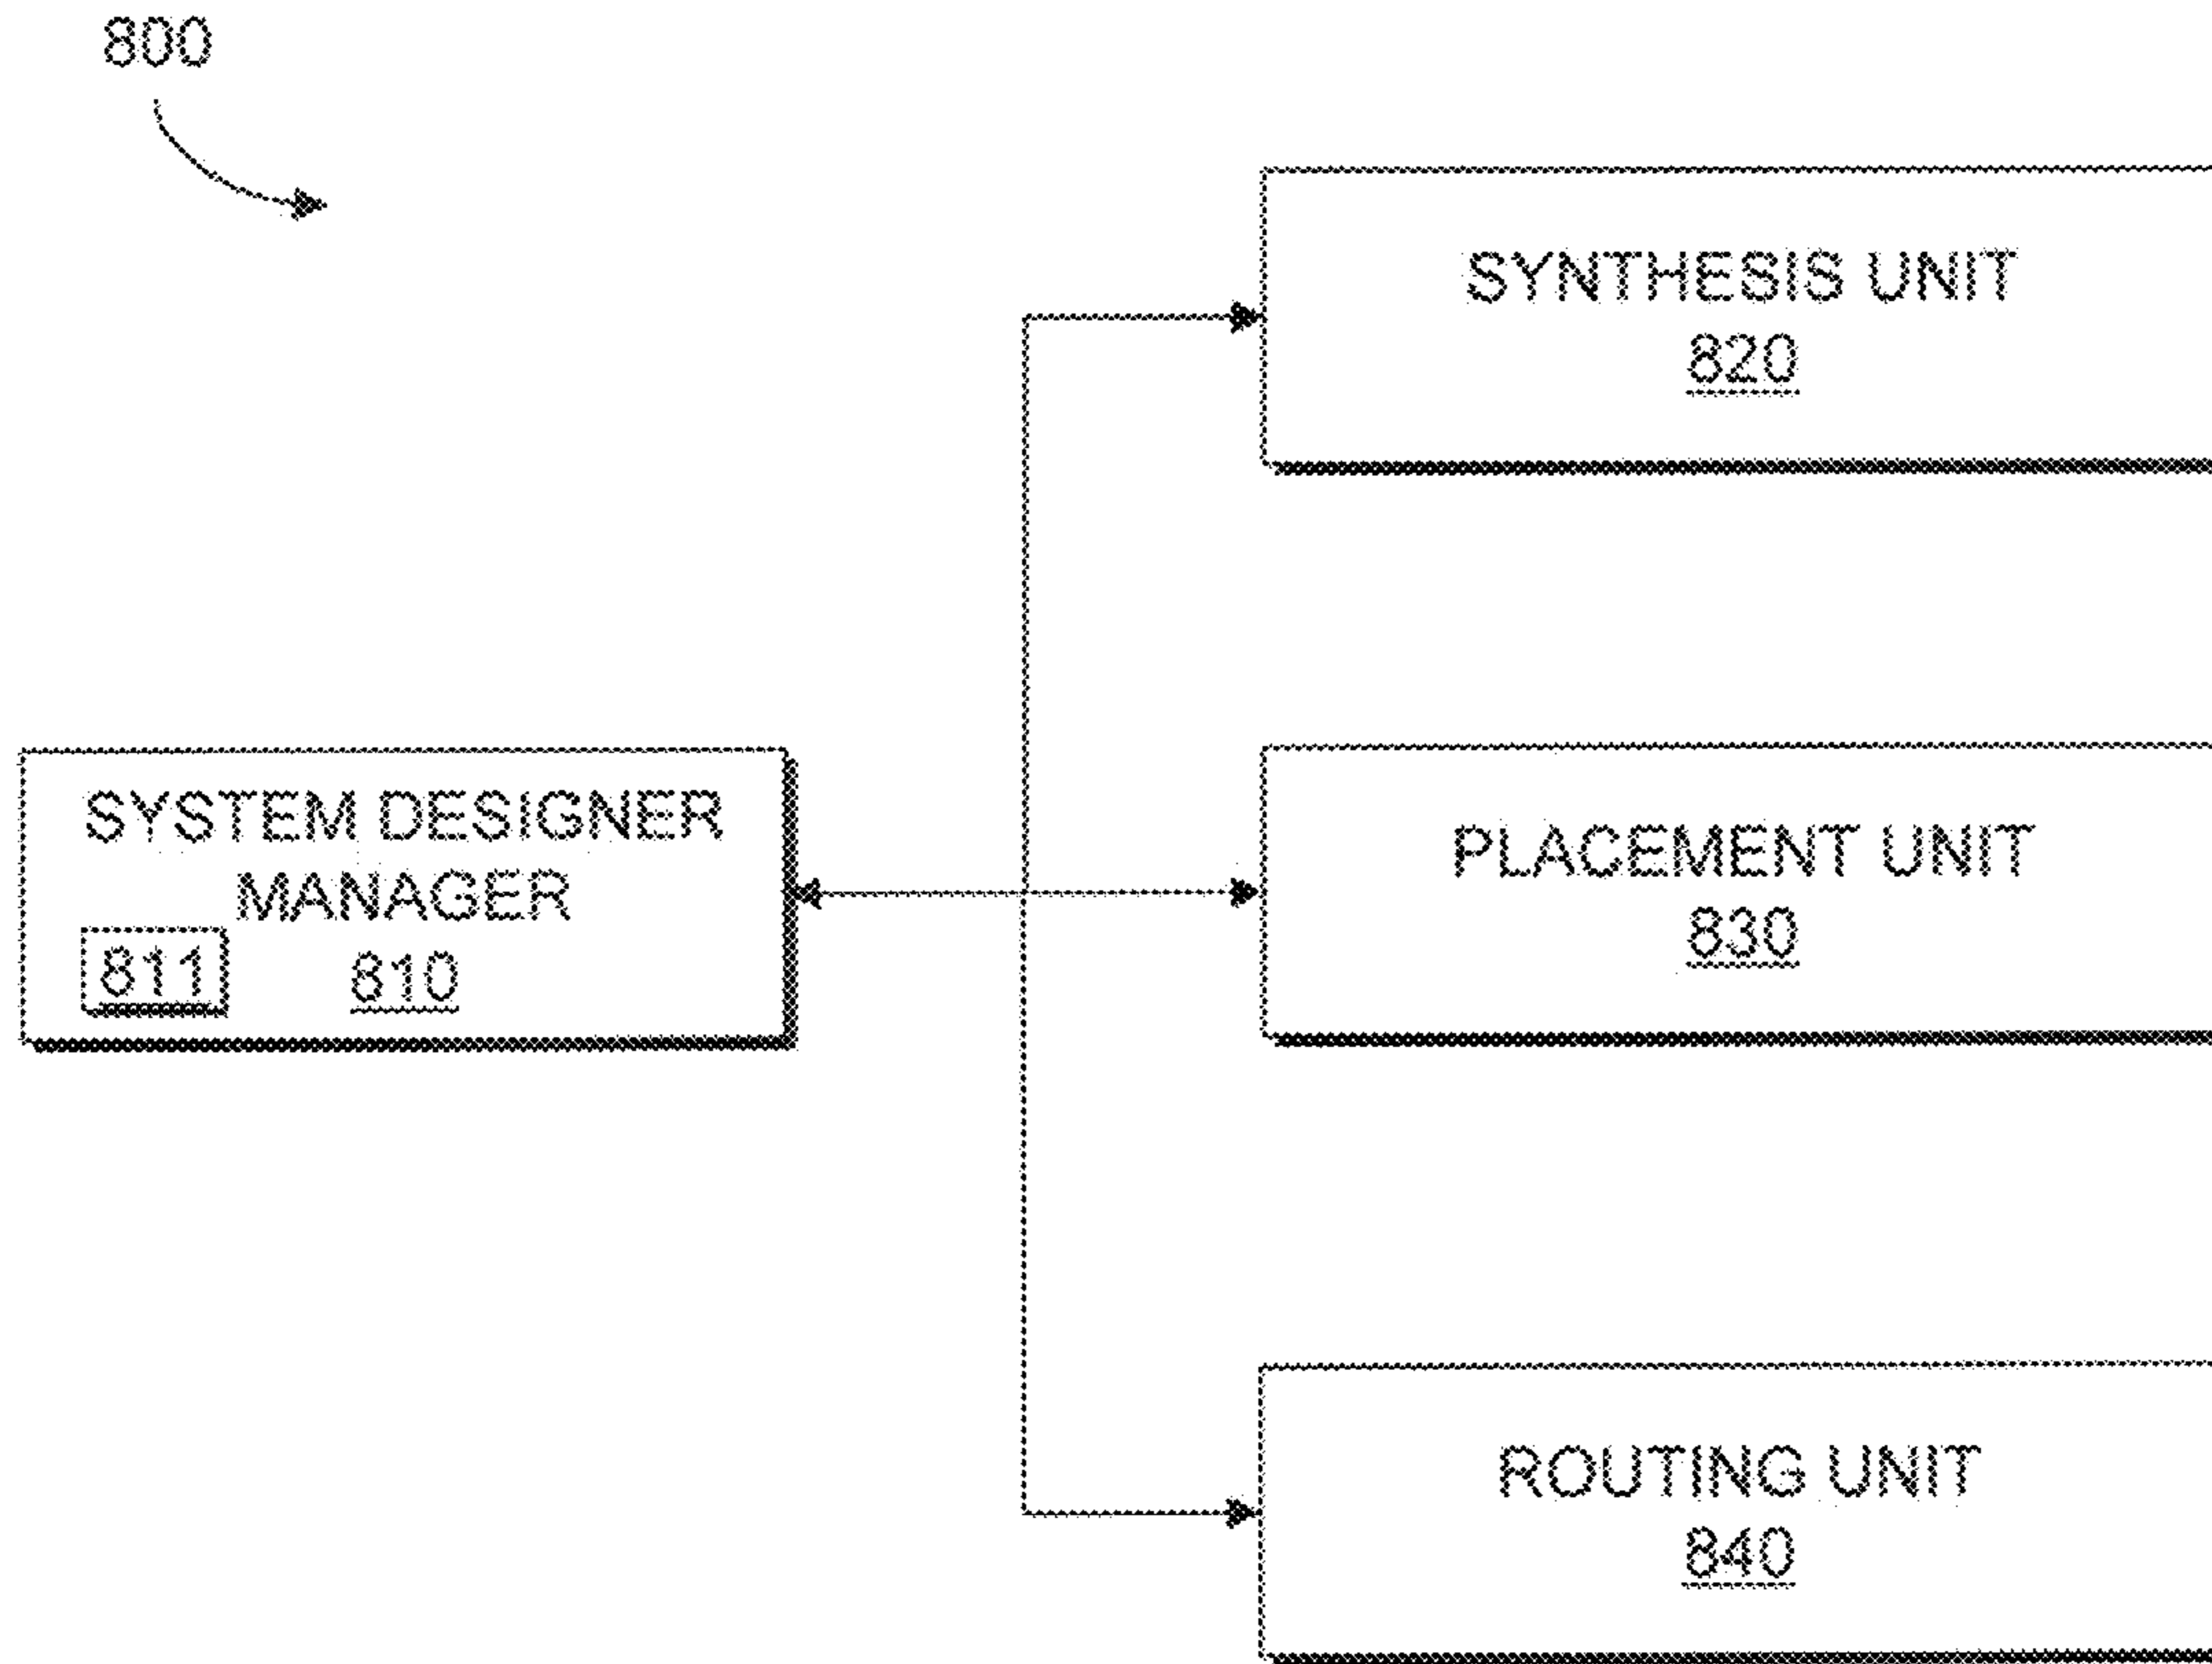 800
SYNTHESIS UNIT
820
SYSTEM DESIGNER
MANAGER
811 810
PLACEMENT UNIT
830
ROUTING UNIT
840